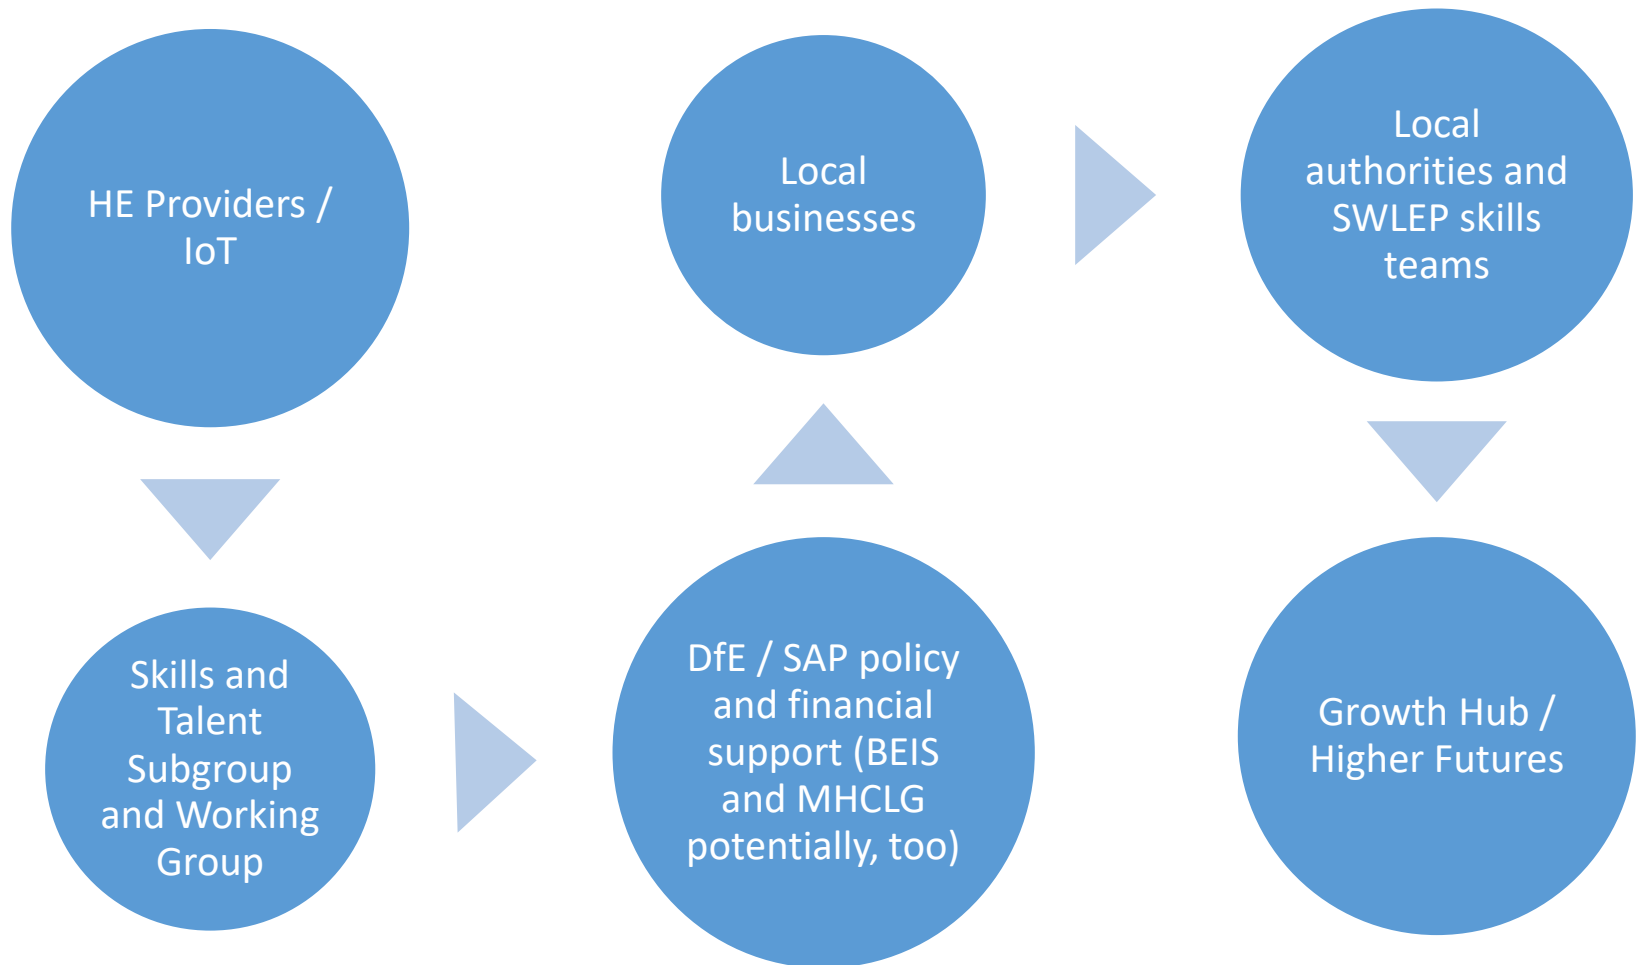 HE Providers /
IoT
Skills and
Talent
Subgroup
and Working
Group
DfE / SAP policy
and financial
support (BEIS
and MHCLG
potentially, too)
Local
businesses
Local
authorities and
SWLEP skills
teams
Growth Hub /
Higher Futures